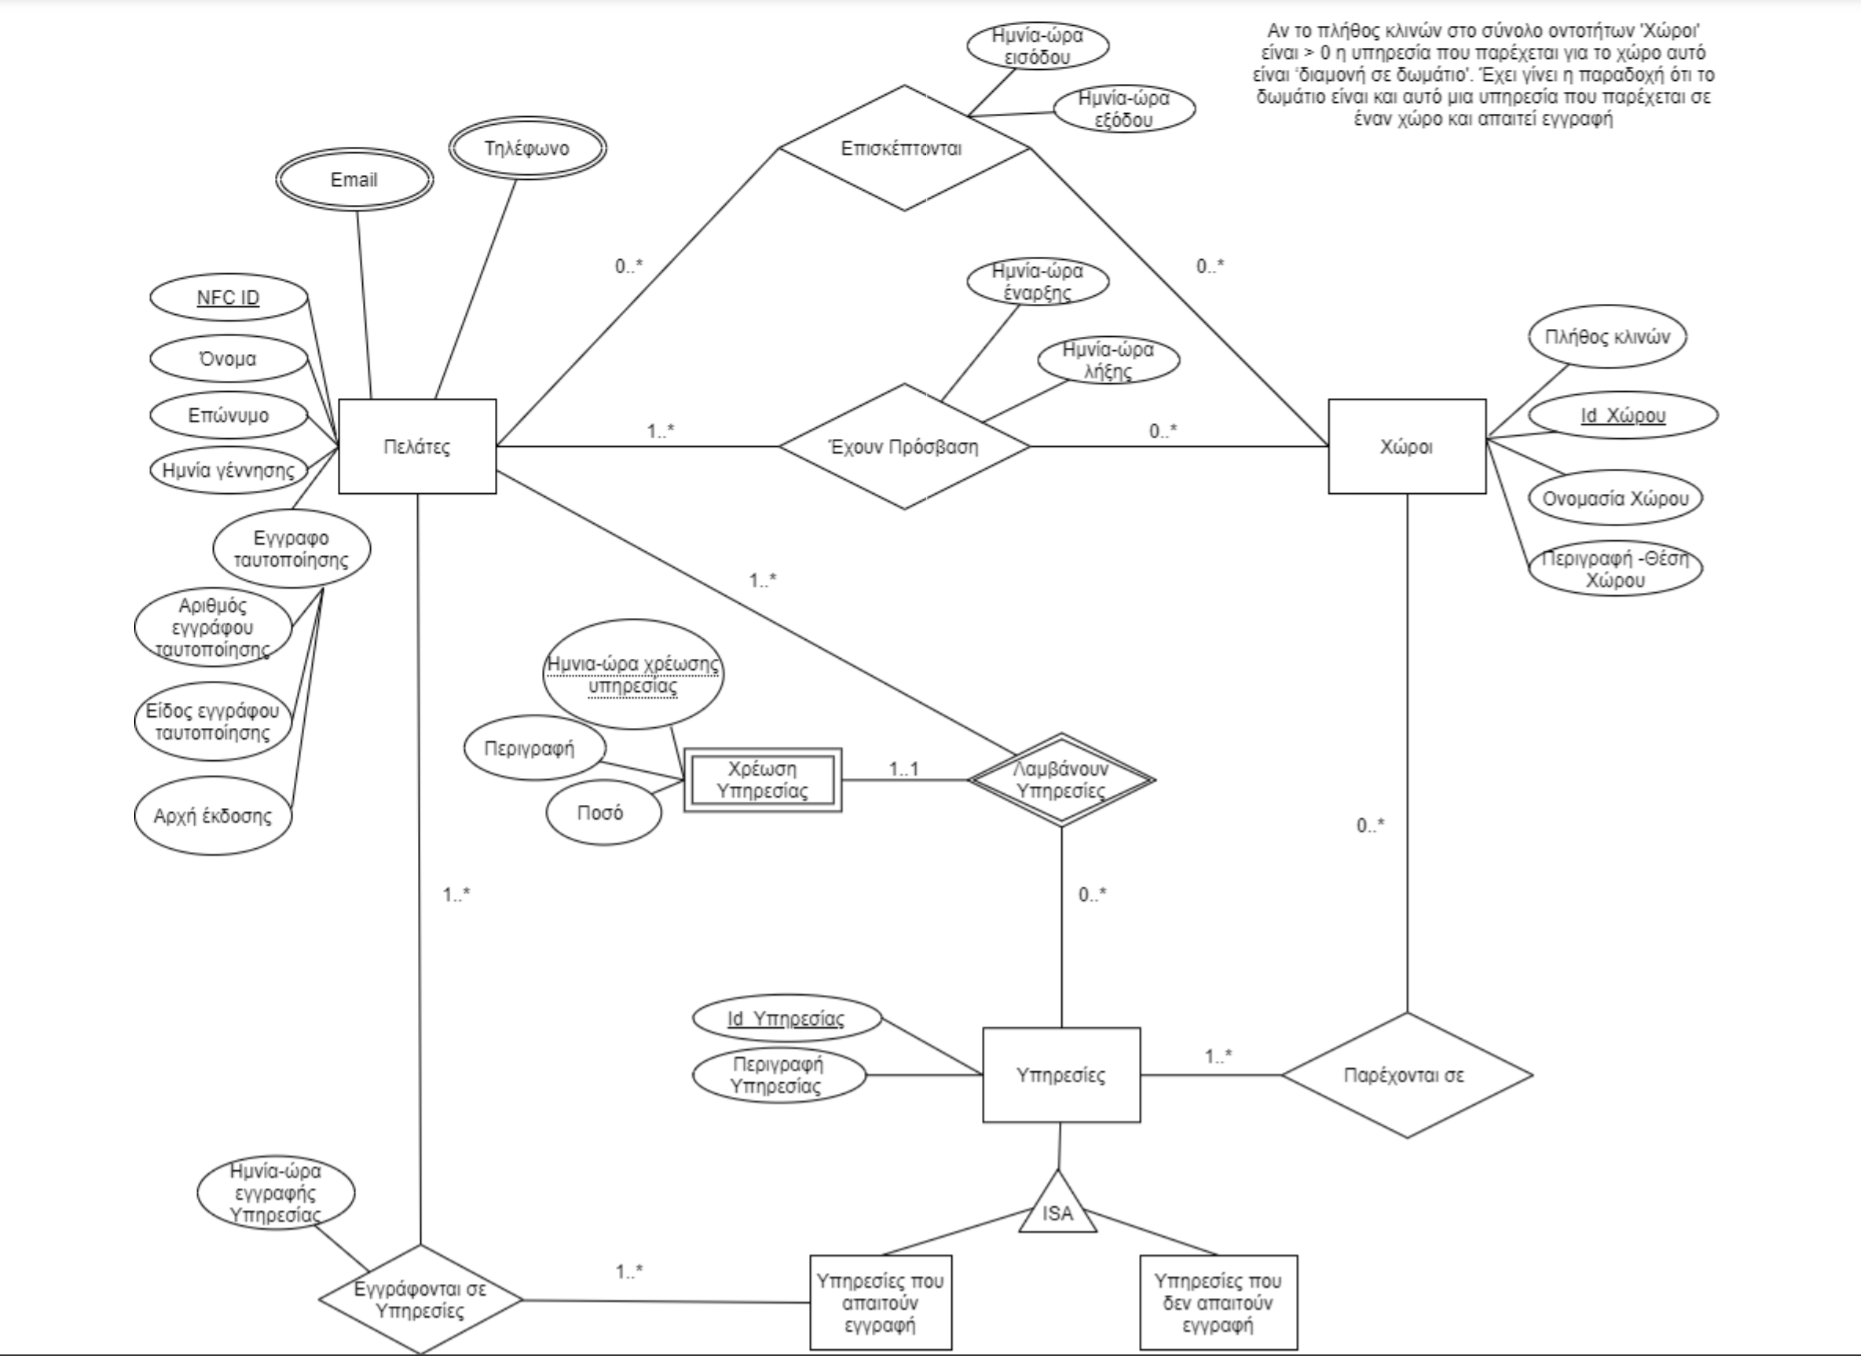 Αν το πλήθος κλινών στο σύνολο οντοτήτων 'Χώροι'
είναι > 0 η υπηρεσία που παρέχεται για το χώρο αυτό
είναι 'διαμονή σε δωμάτιο'. Έχει γίνει η παραδοχή ότι το
δωμάτιο είναι και αυτό μια υπηρεσία που παρέχεται σε
έναν χώρο και απαιτεί εγγραφή
Ημνία-ώρα
εισόδου
Ημνία-ώρα
εξόδου
Επισκέπτονται
Τηλέφωνο
Email
0..*
0..*
NFC ID
Όνομα
Επώνυμο
Ημνία γέννησης
Πελάτες
Εγγραφο
ταυτοποίησης
Αριθμός
εγγράφου
ταυτοποίησης
Είδος εγγράφου
ταυτοποίησης
Αρχή έκδοσης
Ημνία-ώρα
έναρξης
Ημνία-ώρα
λήξης
1..*
Έχουν Πρόσβαση
0..*
Χώροι
Πλήθος κλινών
Id_Χώρου
Ονομασία Χώρου
Περιγραφή -Θέση
Χώρου
1..*
Ημνια-ώρα χρέωσης
υπηρεσίας
Περιγραφή
Ποσό
Χρέωση
Υπηρεσίας
1..1
Λαμβάνουν
Υπηρεσίες
0..*
1..*
0..*
Id_Υπηρεσίας
Περιγραφή
Υπηρεσίας
Υπηρεσίες
1..*
Παρέχονται σε
ISA
Ημνία-ώρα
εγγραφής
Υπηρεσίας
Εγγράφονται σε
Υπηρεσίες
1..*
Υπηρεσίες που
απαιτούν
εγγραφή
Υπηρεσίες που
δεν απαιτούν
εγγραφή